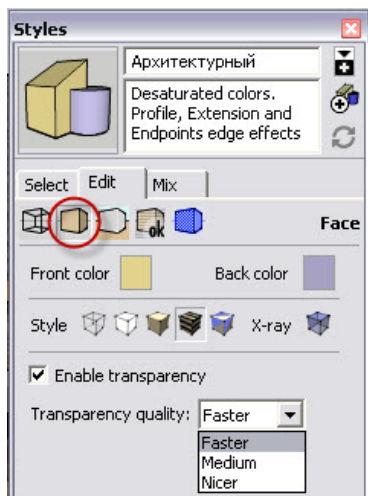 Styles
Архитектурный
Desaturated colors.
Profile, Extension and
Endpoints edge effects
Select Edit Mix
ok
Face
Front color Back color
Style X-ray
Enable transparency
Transparency quality: Faster
Faster
Medium
Nicer